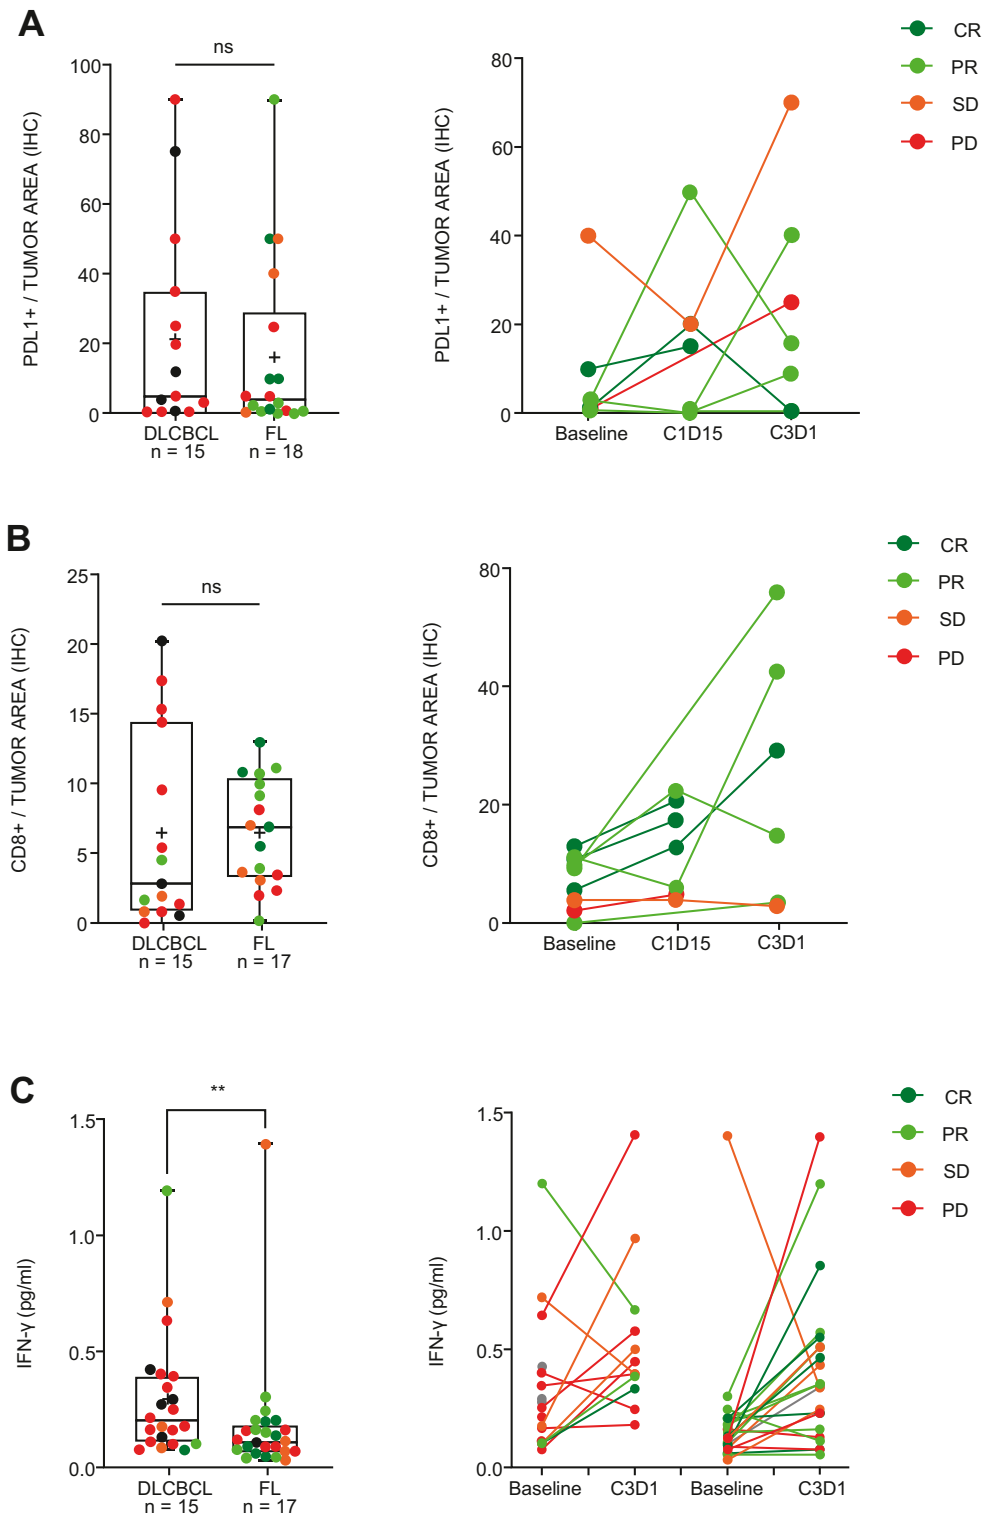 A
ns
PDL1+ / TUMOR AREA (IHC)
100
80
60
40
20
0
DLCBCL
n = 15
FL
n = 18
PDL1+ / TUMOR AREA (IHC)
80
60
40
20
0
Baseline
C1D15
C3D1
CR
PR
SD
PD
B
ns
CD8+ / TUMOR AREA (IHC)
25
20
15
10
5
0
DLCBCL
n = 15
FL
n = 17
CD8+ / TUMOR AREA (IHC)
80
40
20
0
Baseline
C1D15
C3D1
CR
PR
SD
PD
C
**
IFN-γ (pg/ml)
1.5
1.0
0.5
0.0
DLCBCL
n = 15
FL
n = 17
IFN-γ (pg/ml)
1.5
1.0
0.5
0.0
Baseline
C3D1
Baseline
C3D1
CR
PR
SD
PD